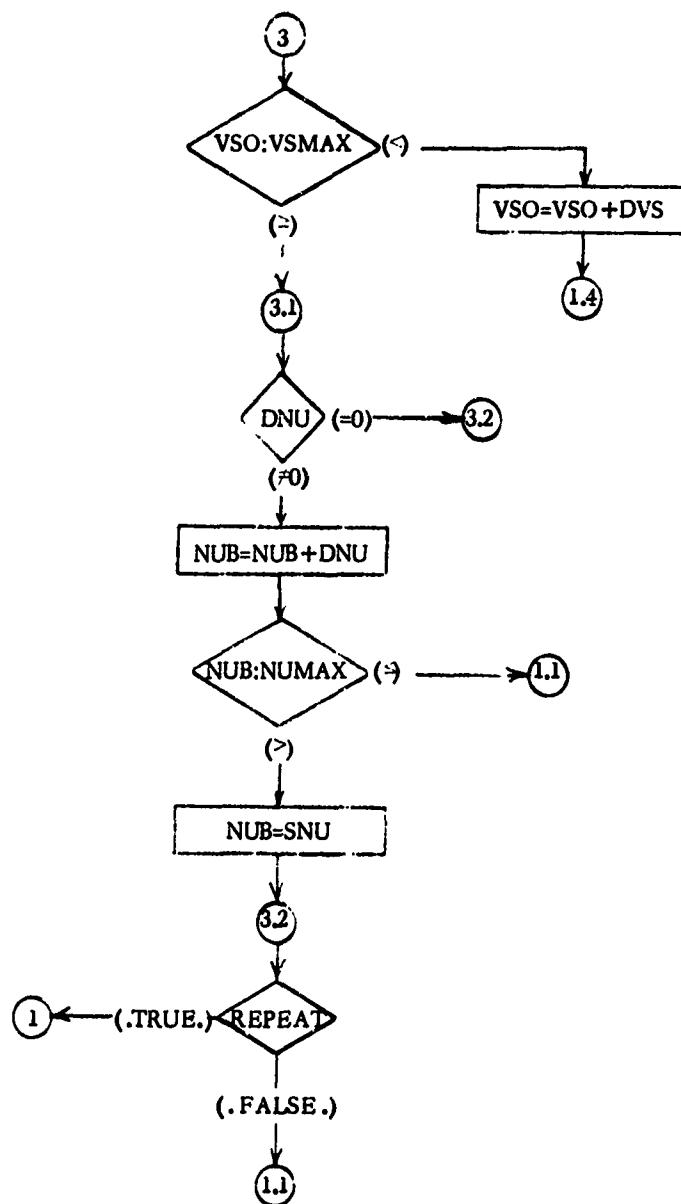 3
VSO:VSMAX (<)
VSO=VSO+DVS
(≥)
1.4
3.1
DNU (=0)
3.2
(≠0)
NUB=NUB+DNU
NUB:NUMAX
1.1
(>)
NUB=SNU
3.2
1
(.TRUE.)
REPEAT
(.FALSE.)
1.1